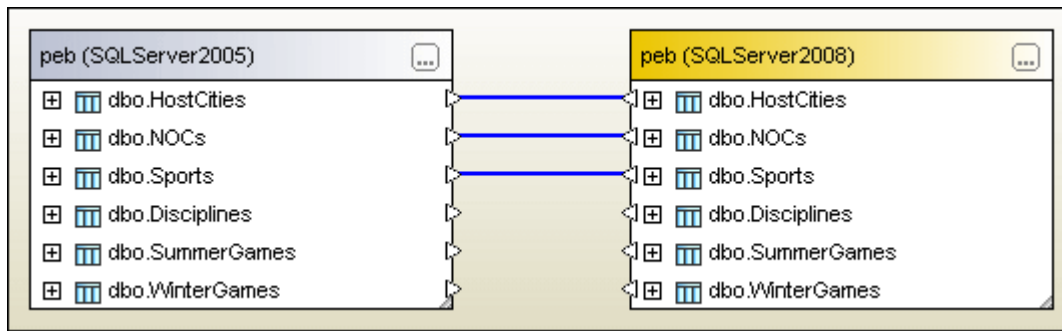 peb (SQLServer2005)
...
dbo.HostCities
dbo.NOCs
dbo.Sports
dbo.Disciplines
dbo.SummerGames
dbo.WinterGames
peb (SQLServer2008)
...
dbo.HostCities
dbo.NOCs
dbo.Sports
dbo.Disciplines
dbo.SummerGames
dbo.WinterGames